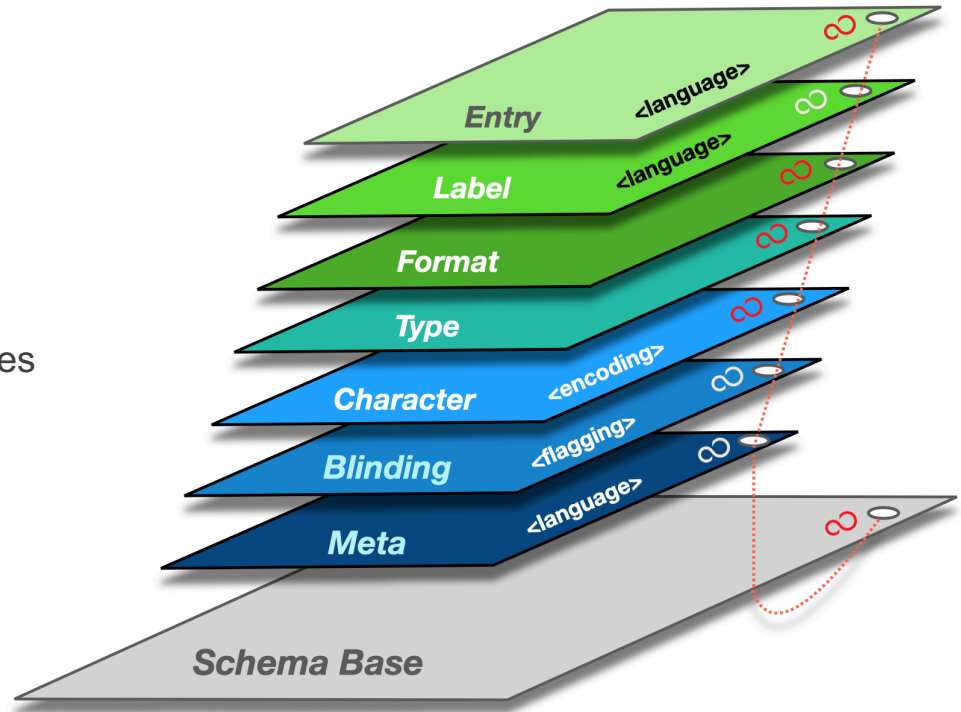 <language>
Entry
<language>
Label
Format
Type
es
<encoding>
Character
<flagging>
Blinding
<language>
Meta
Schema Base